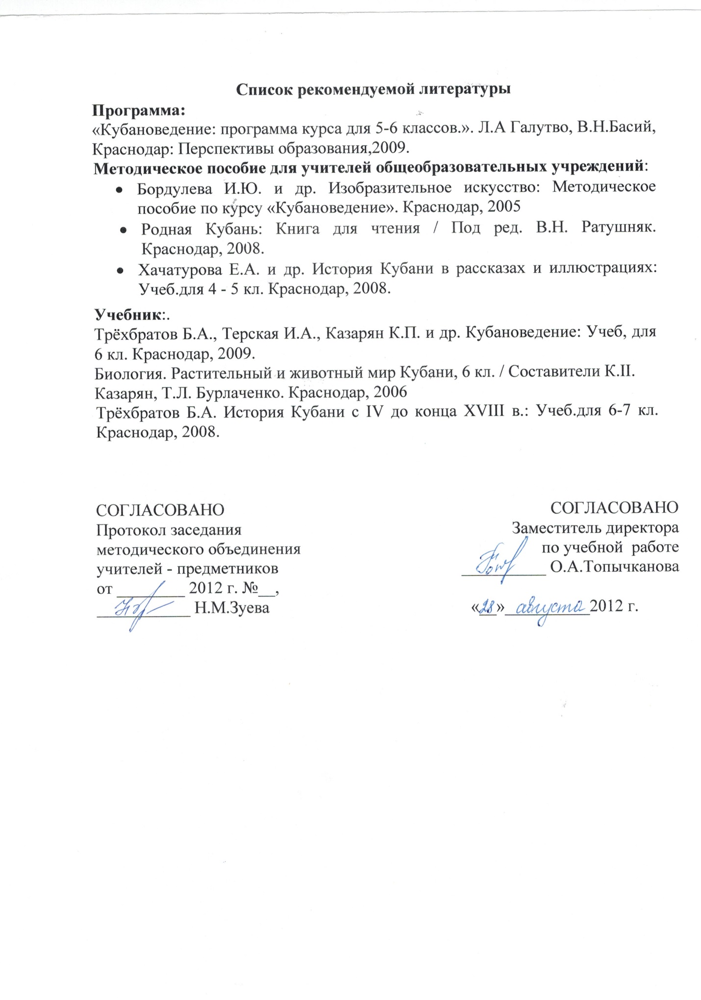 Список рекомендуемой литературы
Программа:
«Кубановедение: программа курса для 5-6 классов.». Л.А Галутво, В.Н.Басий,
Краснодар: Перспективы образования,2009.
Методическое пособие для учителей общеобразовательных учреждений:
• Бордулева И.Ю. и др. Изобразительное искусство: Методическое
пособие по курсу «Кубановедение». Краснодар, 2005
• Родная Кубань: Книга для чтения / Под ред. В.Н. Ратушняк.
Краснодар, 2008.
• Хачатурова Е.А. и др. История Кубани в рассказах и иллюстрациях:
Учеб.для 4 - 5 кл. Краснодар, 2008.
Учебник:.
Трёхбратов Б.А., Терская И.А., Казарян К.П. и др. Кубановедение: Учеб, для
6 кл. Краснодар, 2009.
Биология. Растительный и животный мир Кубани, 6 кл. / Составители К.II.
Казарян, Т.Л. Бурлаченко. Краснодар, 2006
Трёхбратов Б.А. История Кубани с IV до конца XVIII в.: Учеб.для 6-7 кл.
Краснодар, 2008.
СОГЛАСОВАНО
Протокол заседания
методического объединения
учителей - предметников
от ________ 2012 г. №__,
___________ Н.М.Зуева
СОГЛАСОВАНО
Заместитель директора
по учебной работе
__________ О.А.Топычканова
«28» августа 2012 г.